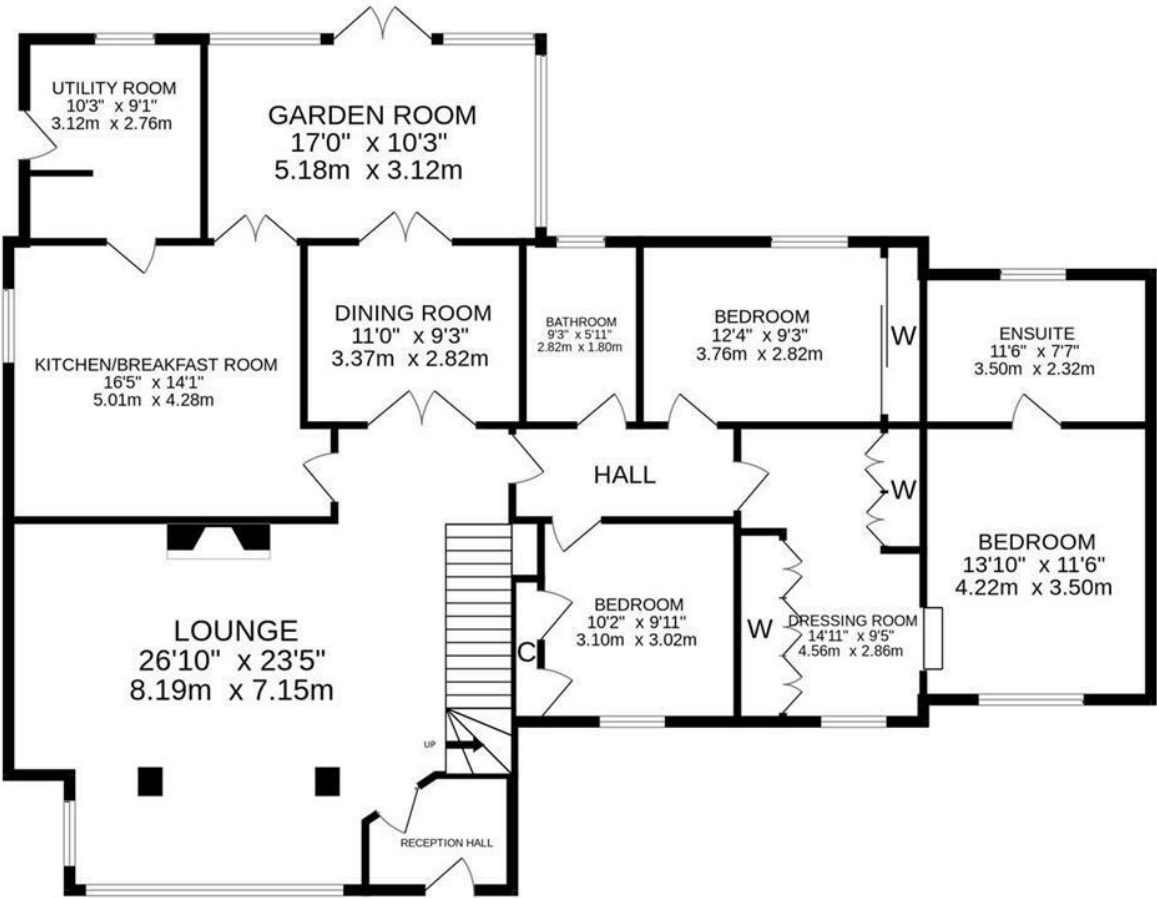 UTILITY ROOM
10'3" x 9'1"
3.12m x 2.76m
GARDEN ROOM
17'0" x 10'3"
5.18m x 3.12m
KITCHEN/BREAKFAST ROOM
16'5" x 14'1"
5.01m x 4.28m
DINING ROOM
11'0" x 9'3"
3.37m x 2.82m
BATHROOM
9'3" x 5'11"
2.82m x 1.80m
BEDROOM
12'4" x 9'3"
3.76m x 2.82m
W
ENSUITE
11'6" x 7'7"
3.50m x 2.32m
HALL
W
BEDROOM
13'10" x 11'6"
4.22m x 3.50m
LOUNGE
26'10" x 23'5"
8.19m x 7.15m
C
BEDROOM
10'2" x 9'11"
3.10m x 3.02m
W
DRESSING ROOM
14'11" x 9'5"
4.56m x 2.86m
UP
RECEPTION HALL